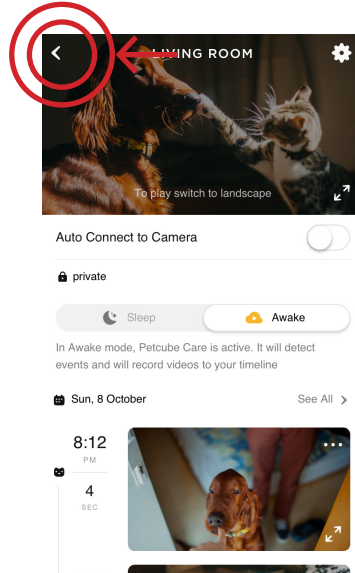 LIVING ROOM
To play switch to landscape
Auto Connect to Camera
private
Sleep
Awake
In Awake mode, Petcube Care is active. It will detect
events and will record videos to your timeline
Sun, 8 October
See All
8:12
PM
4
SEC